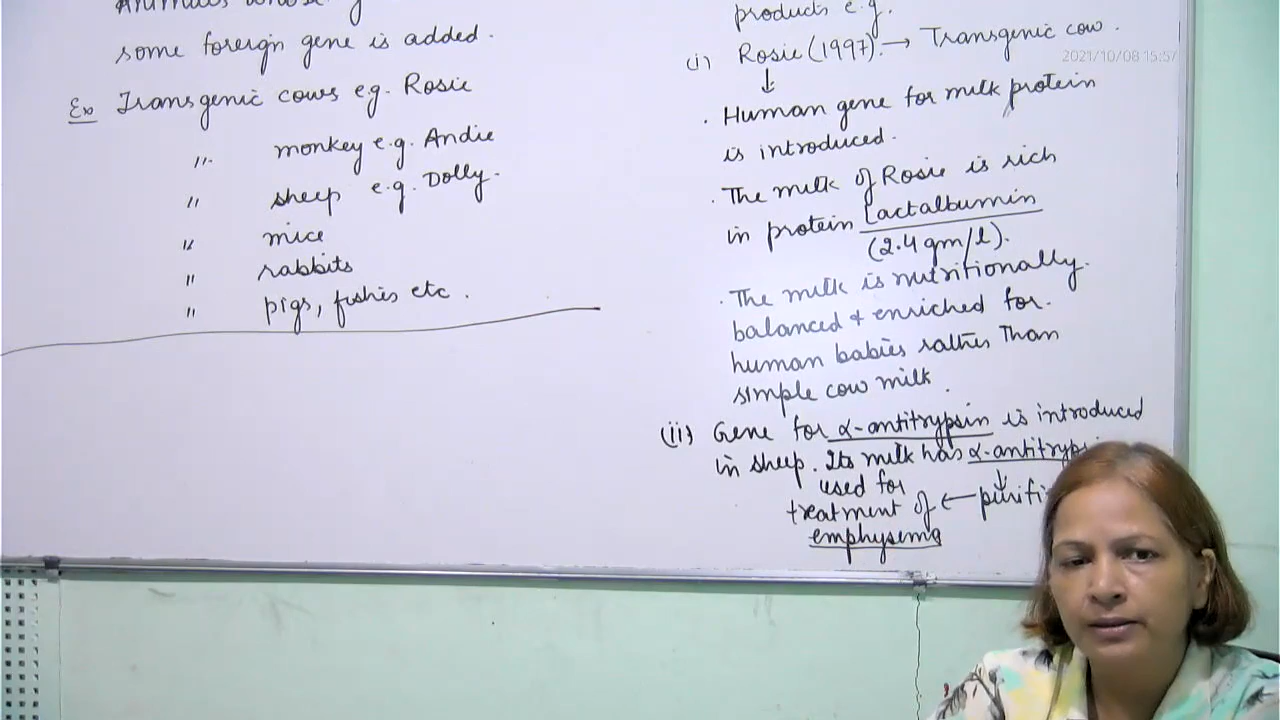 Animals whose g
some foreign gene is added.
Ex Transgenic cows e.g. Rosie
" monkey e.g. Andie
" sheep e.g. Dolly.
" mice
" rabbits
" pigs, fishes etc.
products e.g.
(i) Rosie (1997). → Transgenic cow.
↓
. Human gene for milk protein
is introduced.
. The milk of Rosie is rich
in protein Lactalbumin
(2.4 gm/l).
. The milk is nutritionally.
balanced & enriched for.
human babies rather Than
simple cow milk.
(ii) Gene for α-antitrypsin is introduced
in sheep. Its milk has α-antitryp
↓
used for
treatment of ← purifi
emphysema
2021/10/08 15:57